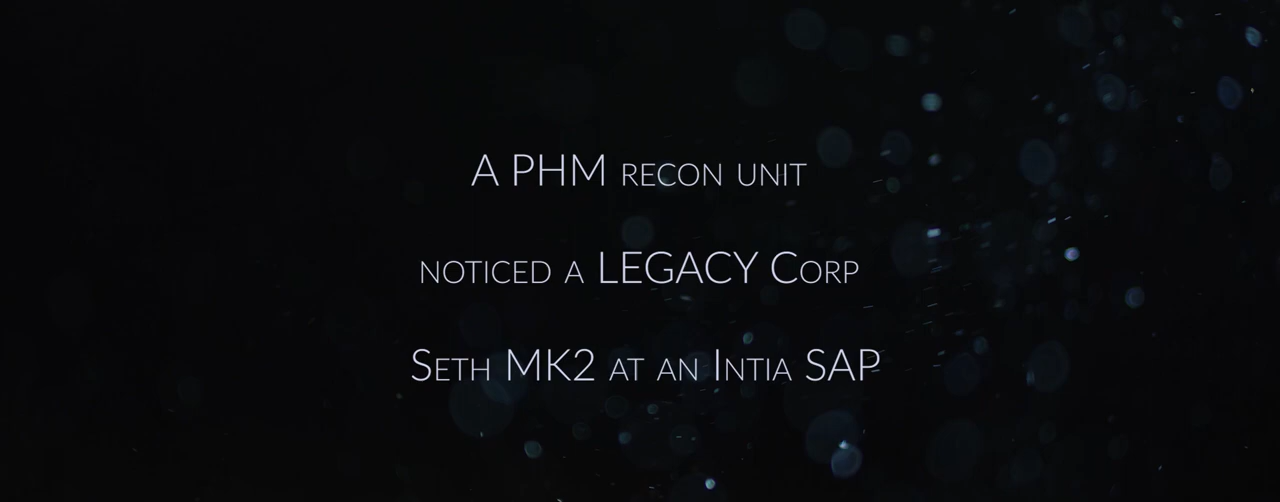 A PHM recon unit
noticed a LEGACY Corp
Seth MK2 at an Intia SAP